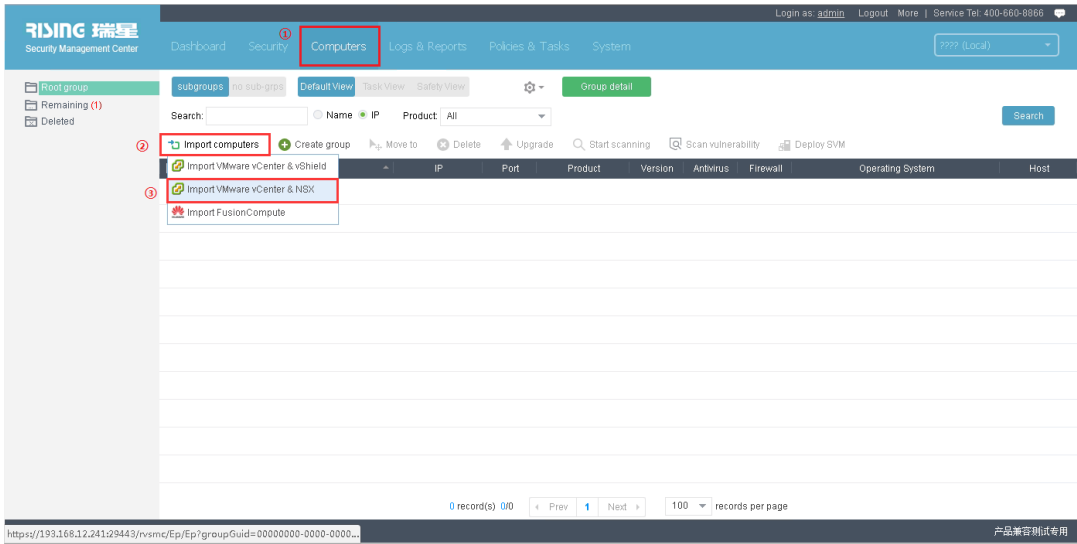 Login as: admin Logout More | Service Tel: 400-660-8866
RISING 瑞星
Security Management Center
Dashboard Security ① Computers Logs & Reports Policies & Tasks System ???? (Local)
Root group
Remaining (1)
Deleted
subgroups no sub-grps Default View Task View Safety View Group detail
Search: Name IP Product: All Search
② Import computers Create group Move to Delete Upgrade Start scanning Scan vulnerability Deploy SVM
IP Port Product Version Antivirus Firewall Operating System Host
Import VMware vCenter & vShield
③ Import VMware vCenter & NSX
Import FusionCompute
0 record(s) 0/0 Prev 1 Next 100 records per page
https://193.168.12.241:29443/rvsmc/Ep/Ep?groupGuid=00000000-0000-0000...
产品兼容测试专用